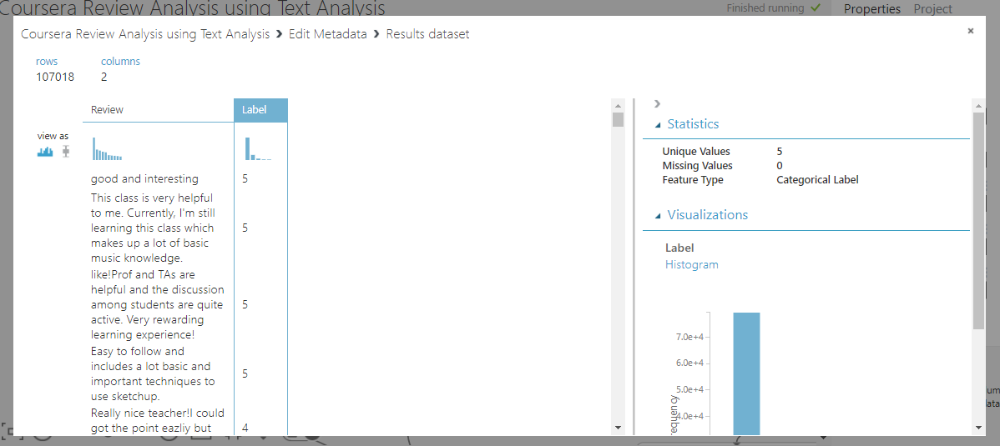 Coursera Review Analysis using Text Analysis
Finished running
Properties Project
Coursera Review Analysis using Text Analysis Edit Metadata Results dataset
rows columns
107018 2
Review Label
view as
good and interesting 5
This class is very helpful
to me. Currently, I'm still
learning this class which 5
makes up a lot of basic
music knowledge.
like!Prof and TAs are
helpful and the discussion
among students are quite 5
active. Very rewarding
learning experience!
Easy to follow and
includes a lot basic and
important techniques to 5
use sketchup.
Really nice teacher!I could
got the point eazliy but 4
Statistics
Unique Values 5
Missing Values 0
Feature Type Categorical Label
Visualizations
Label
Histogram
7.0e+4
6.0e+4
5.0e+4
4.0e+4
requency
um
lata